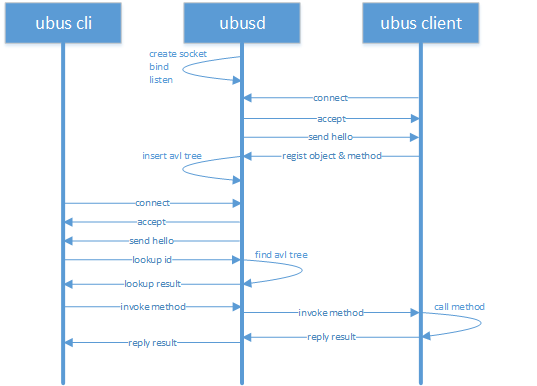 ubus cli
ubusd
ubus client
create socket
bind
listen
connect
accept
send hello
regist object & method
insert avl tree
connect
accept
send hello
lookup id
find avl tree
lookup result
invoke method
invoke method
call method
reply result
reply result